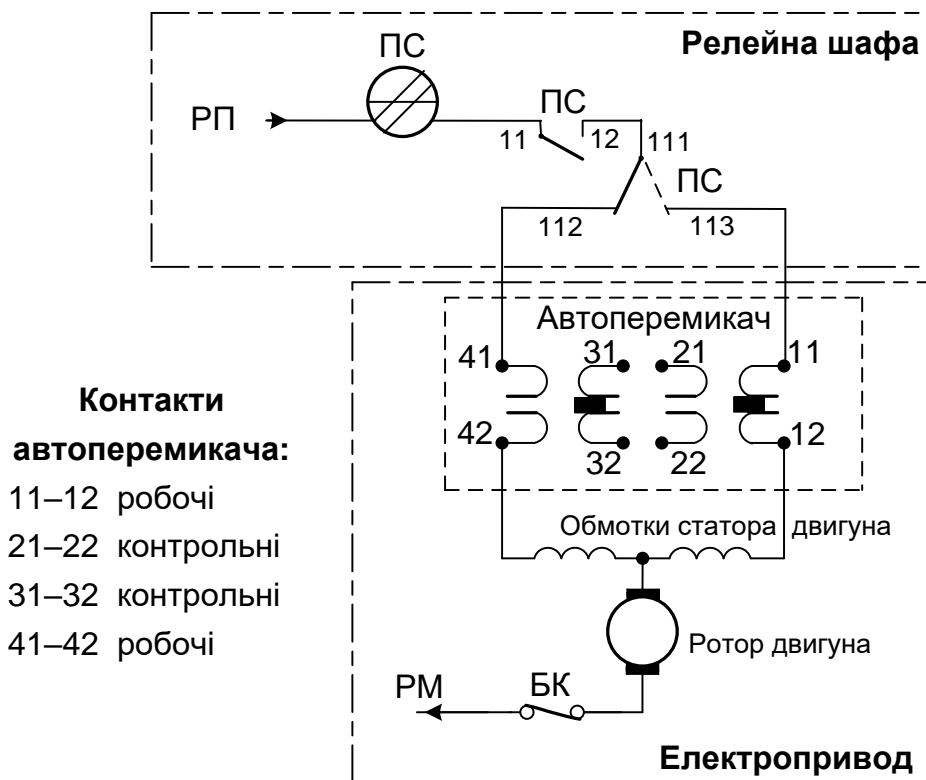 ПС
Релейна шафа
РП
ПС
11
12
111
ПС
112
113
Автоперемикач
41
31
21
11
42
32
22
12
Контакти
автоперемикача:
11–12 робочі
21–22 контрольні
31–32 контрольні
41–42 робочі
Обмотки статора двигуна
Ротор двигуна
РМ
БК
Електропривод